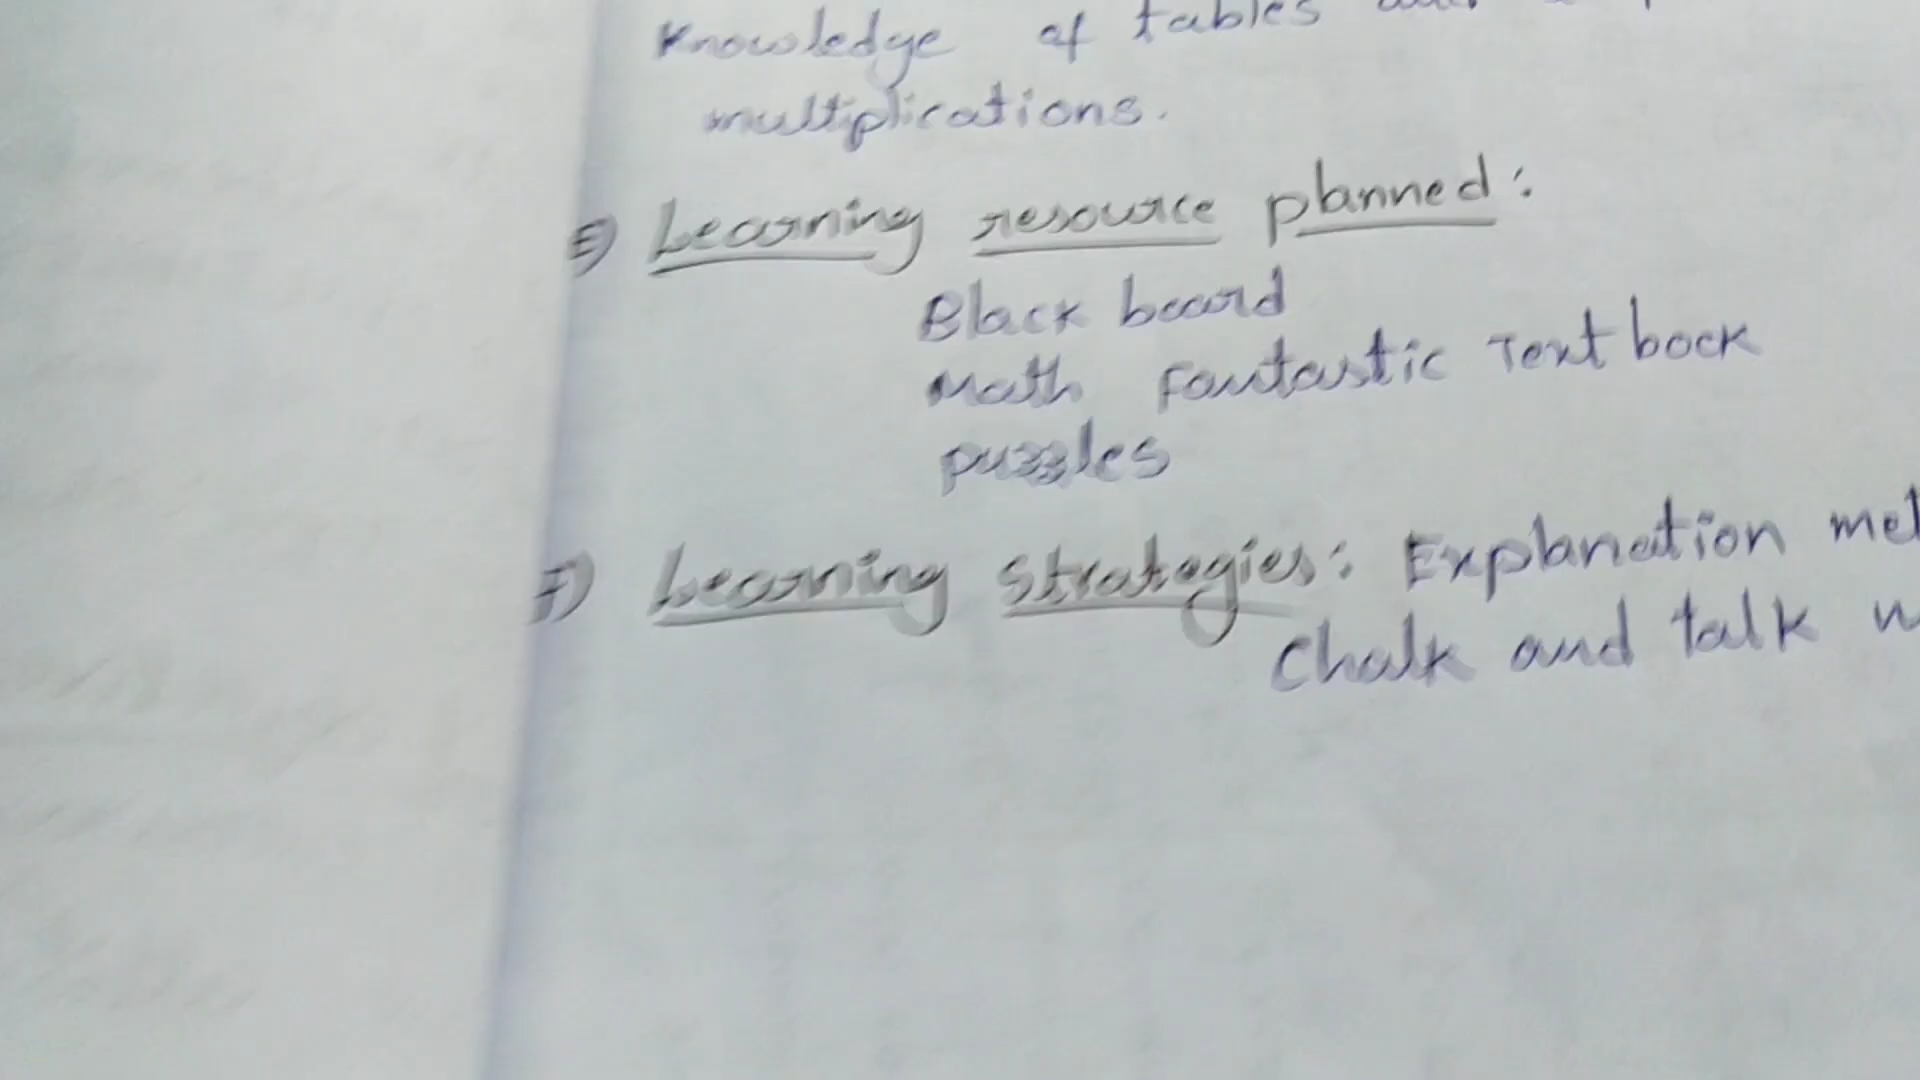 Knowledge of tables and
multiplications.
E) Learning resource planned:
Black board
Math Fantastic Text book
puzzles
F) Learning strategies: Explanation
Chalk and talk